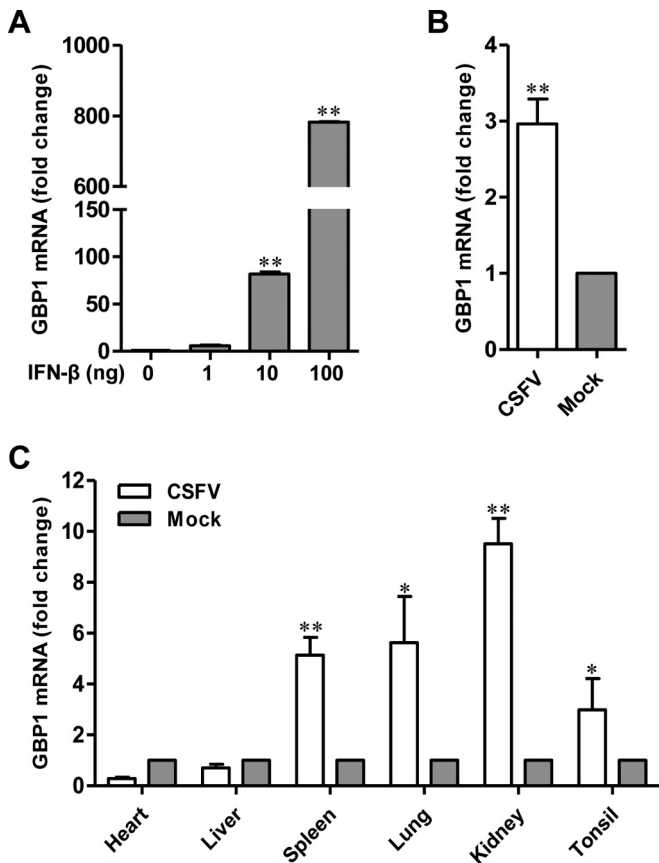 A
GBP1 mRNA (fold change)
1000
800
600
150
100
50
0
**
**
IFN-β (ng) 0 1 10 100
B
GBP1 mRNA (fold change)
4
3
2
1
0
**
CSFV
Mock
C
GBP1 mRNA (fold change)
12
10
8
6
4
2
0
CSFV
Mock
**
*
**
*
Heart
Liver
Spleen
Lung
Kidney
Tonsil